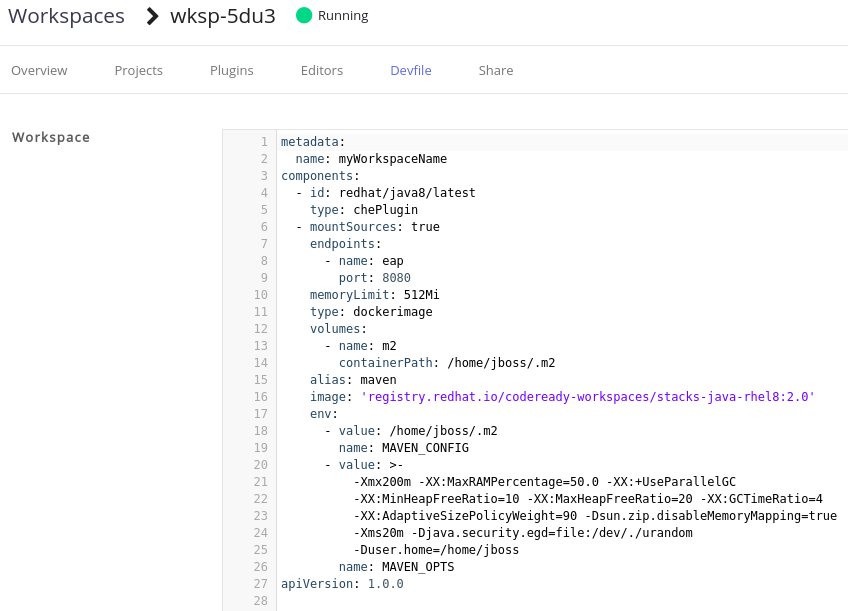 Workspaces > wksp-5du3 Running
Overview Projects Plugins Editors Devfile Share
Workspace
1 metadata:
2   name: myWorkspaceName
3 components:
4   - id: redhat/java8/latest
5     type: chePlugin
6   - mountSources: true
7     endpoints:
8       - name: eap
9         port: 8080
10     memoryLimit: 512Mi
11     type: dockerimage
12     volumes:
13       - name: m2
14         containerPath: /home/jboss/.m2
15     alias: maven
16     image: 'registry.redhat.io/codeready-workspaces/stacks-java-rhel8:2.0'
17     env:
18       - value: /home/jboss/.m2
19         name: MAVEN_CONFIG
20       - value: >-
21           -Xmx200m -XX:MaxRAMPercentage=50.0 -XX:+UseParallelGC
22           -XX:MinHeapFreeRatio=10 -XX:MaxHeapFreeRatio=20 -XX:GCTimeRatio=4
23           -XX:AdaptiveSizePolicyWeight=90 -Dsun.zip.disableMemoryMapping=true
24           -Xms20m -Djava.security.egd=file:/dev/./urandom
25           -Duser.home=/home/jboss
26         name: MAVEN_OPTS
27 apiVersion: 1.0.0
28